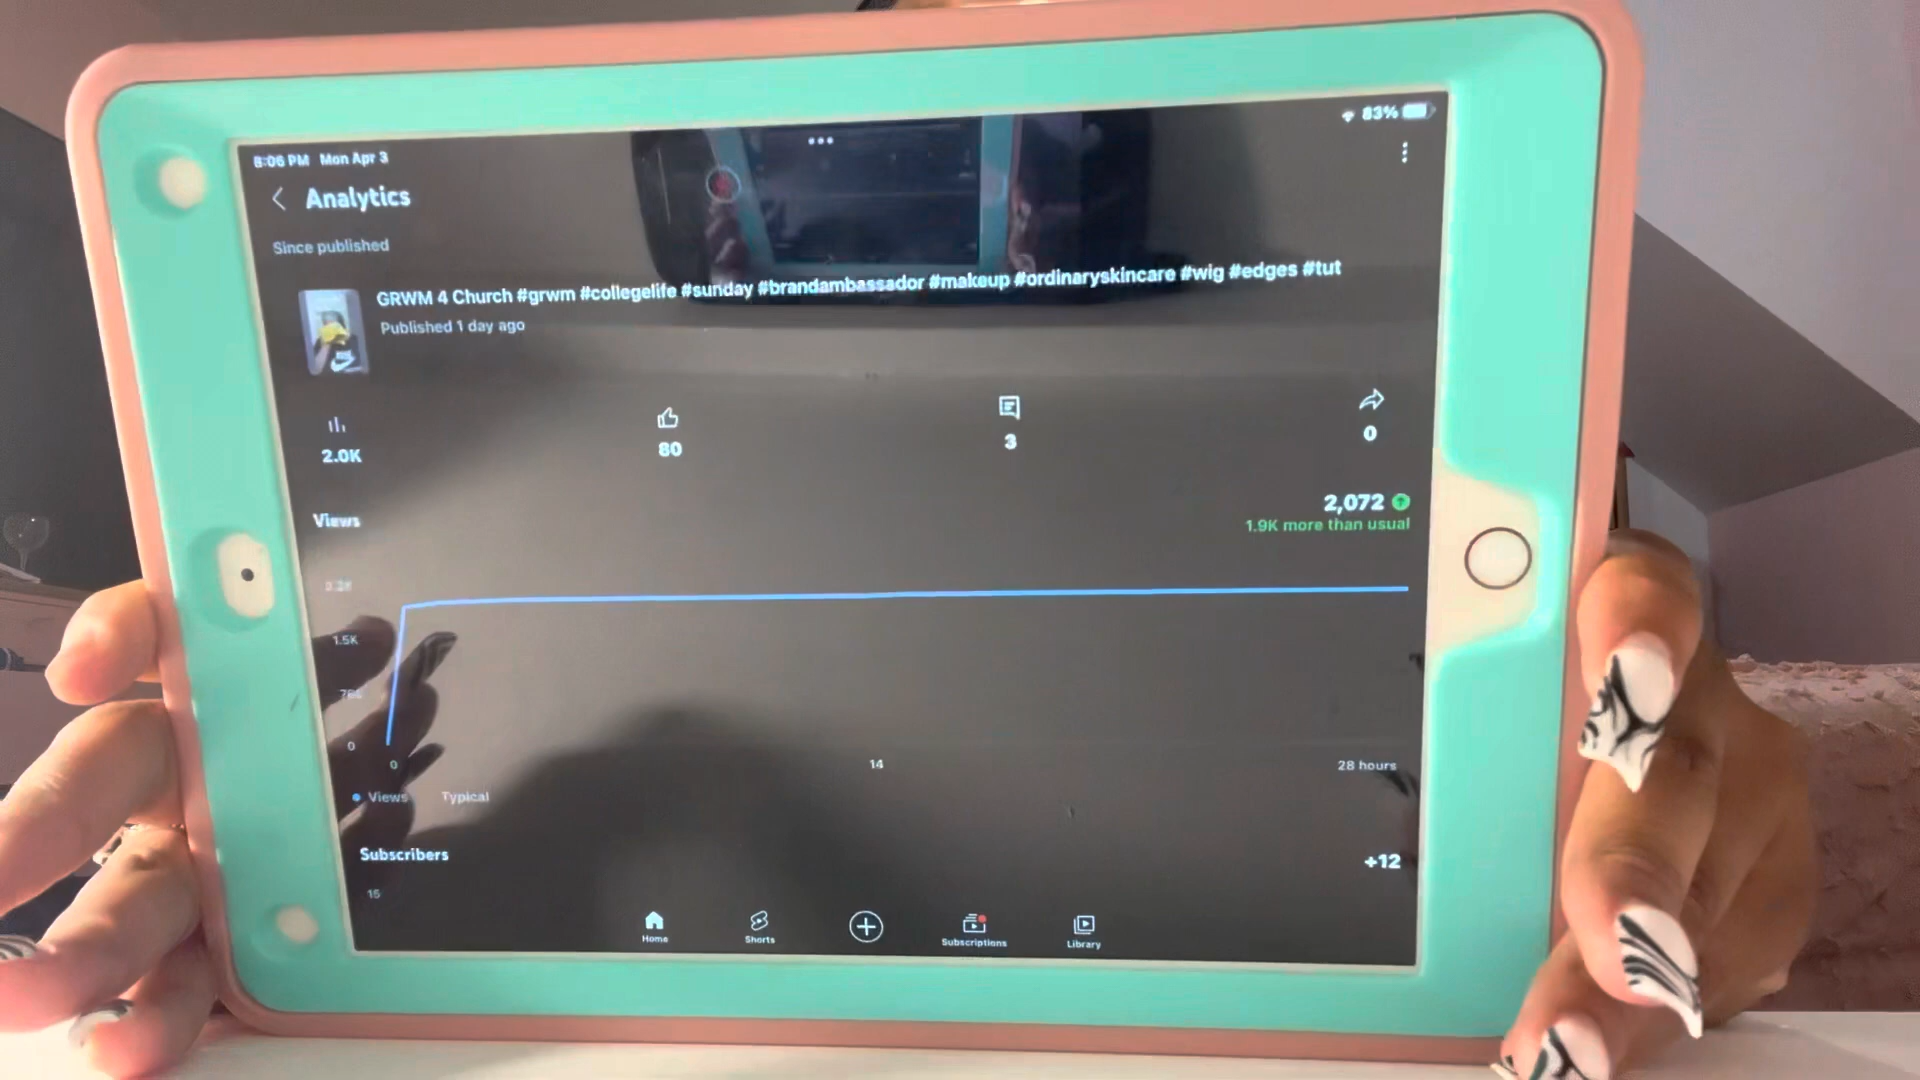 8:06 PM Mon Apr 3
83%
Analytics
Since published
GRWM 4 Church #grwm #collegelife #sunday #brandambassador #makeup #ordinaryskincare #wig #edges #tut
Published 1 day ago
2.0K
80
3
0
2,072
1.9K more than usual
Views
1.5K
0
0
14
28 hours
Views
Typical
Subscribers
+12
15
Home
Shorts
Subscriptions
Library